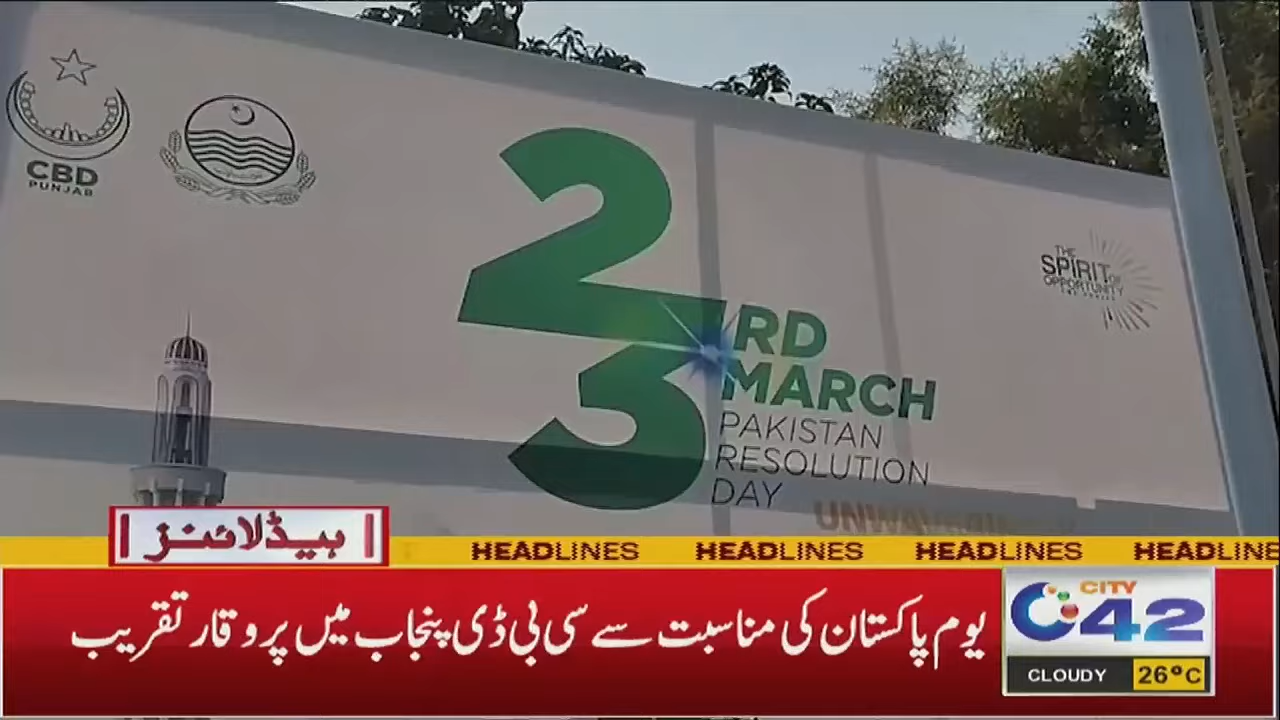 CBD
PUNJAB
23RD
MARCH
PAKISTAN
RESOLUTION
DAY
THE
SPIRIT OF
OPPORTUNITY
ہیڈلائنز
HEADLINES HEADLINES HEADLINES HEADLINE
یوم پاکستان کی مناسبت سے سی بی ڈی پنجاب میں پروقار تقریب
CITY
42
CLOUDY 26°C